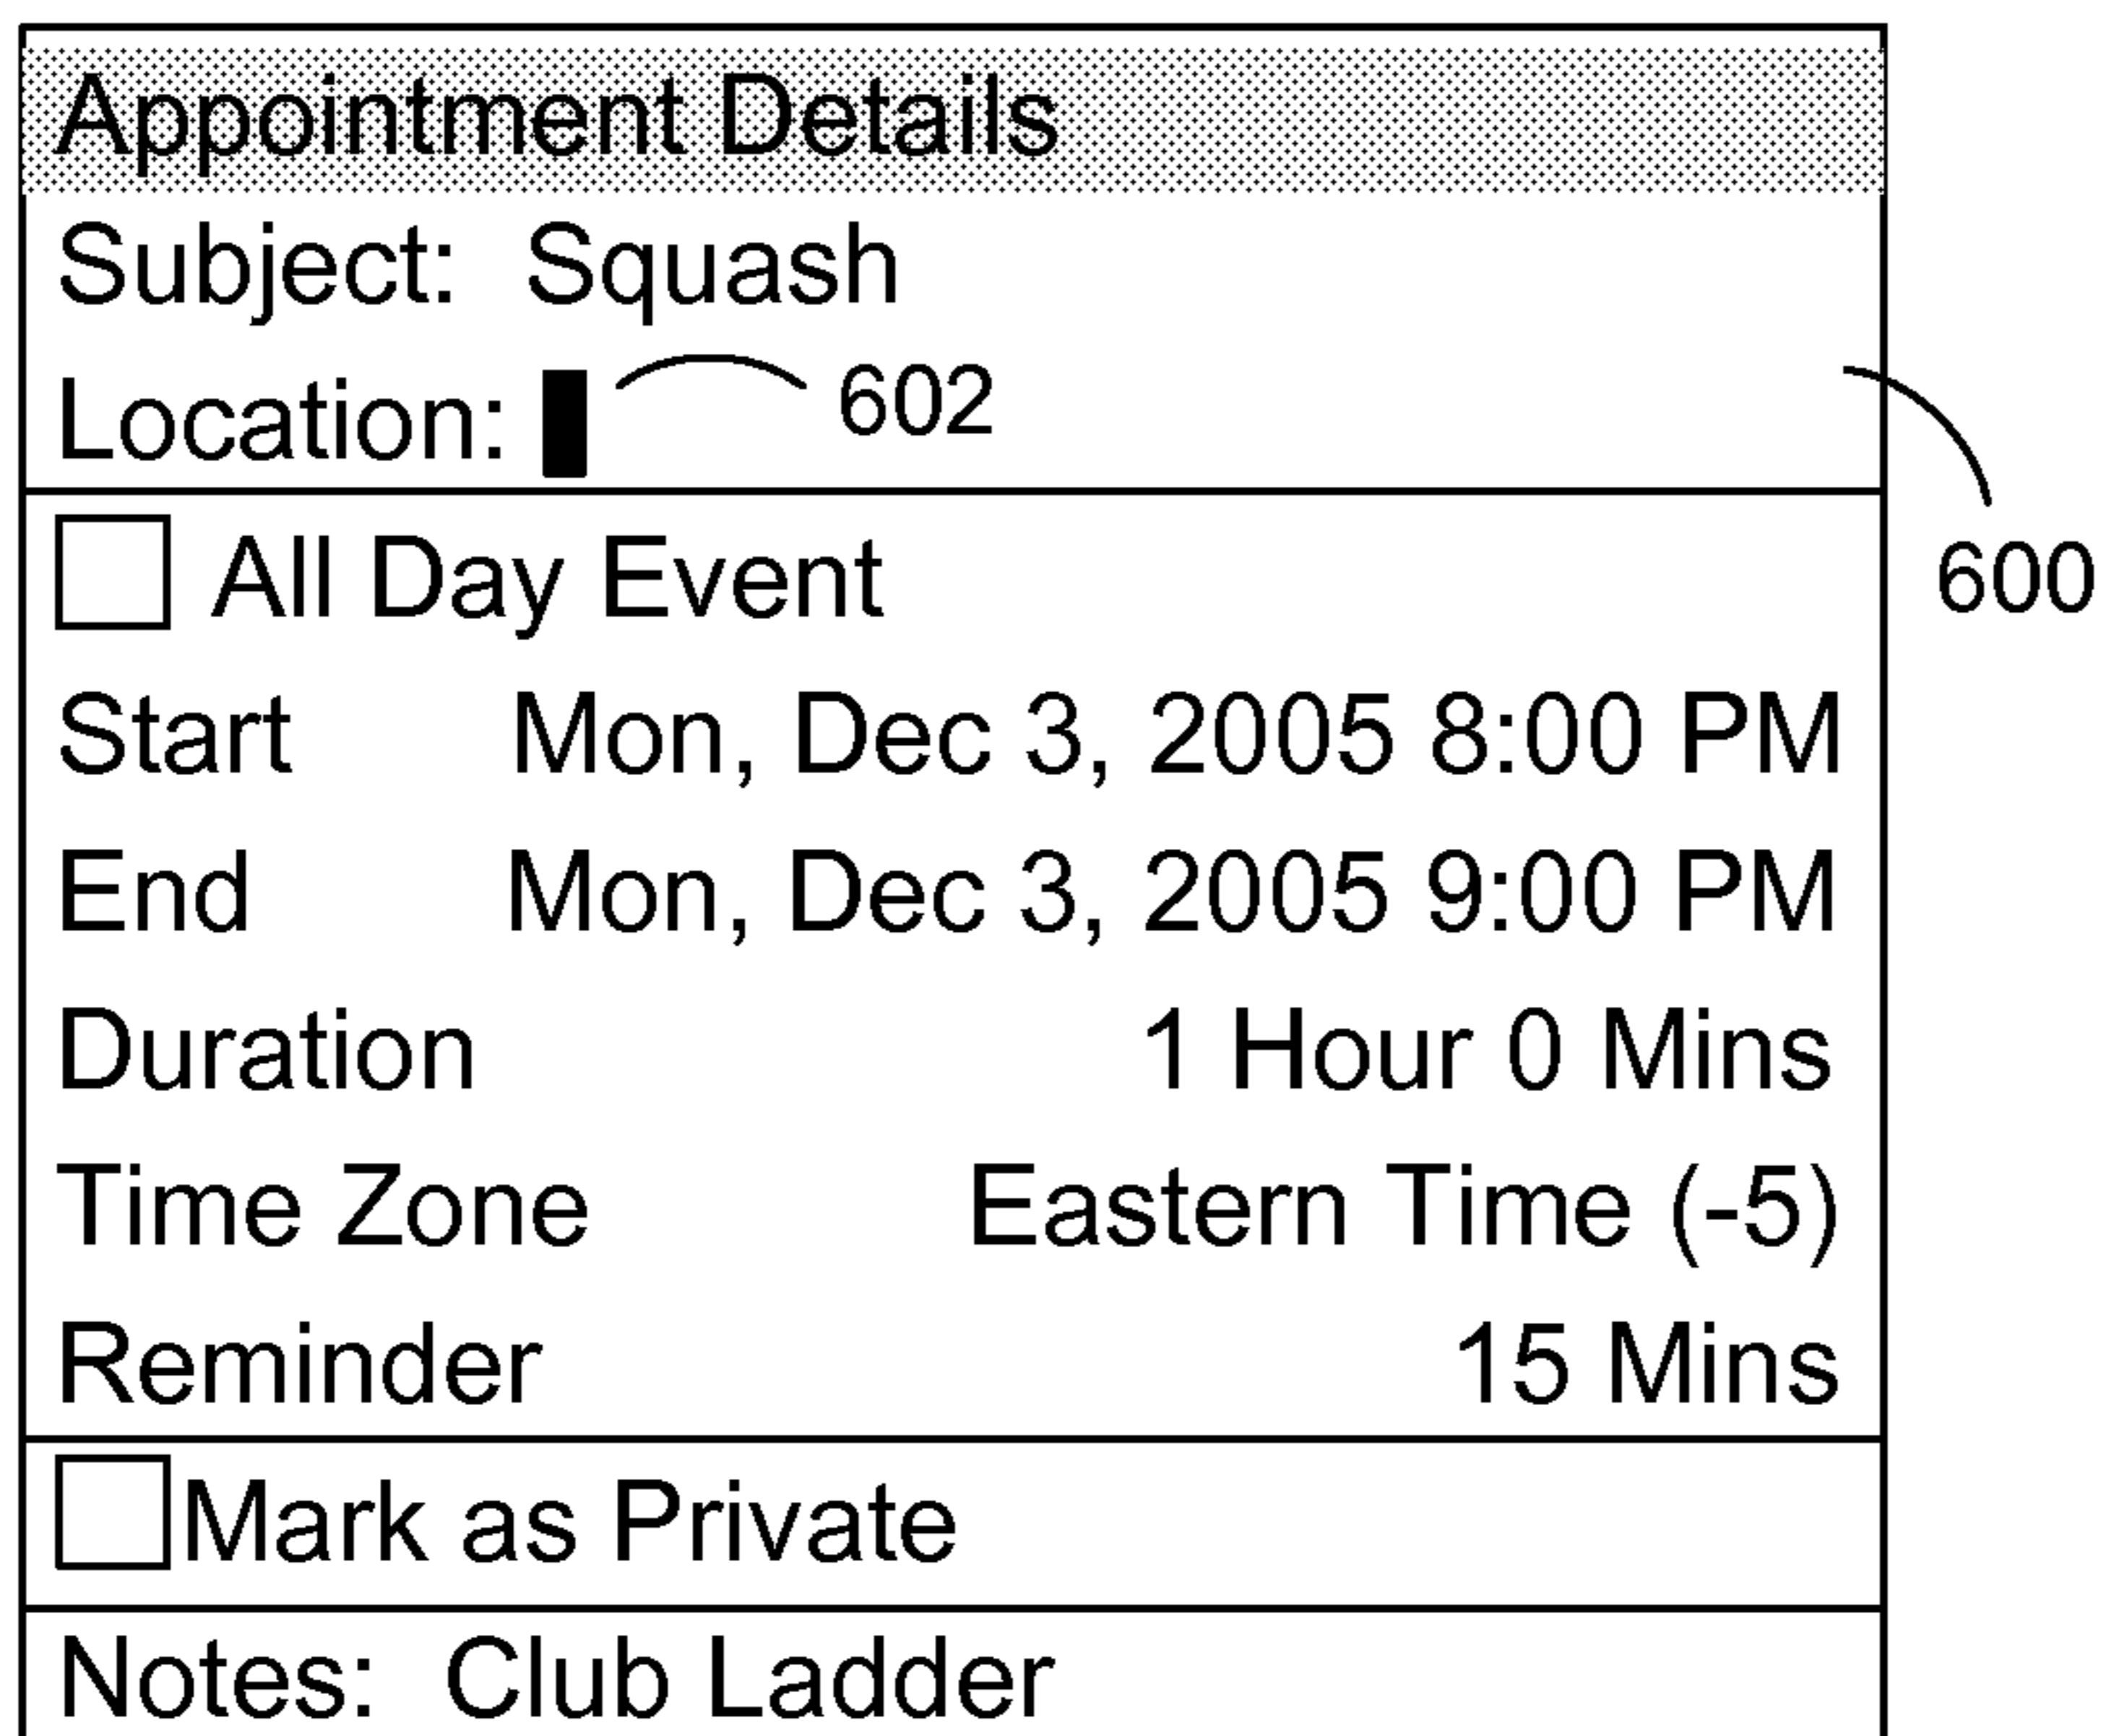 Appointment Details
Subject: Squash
Location: 602
600
All Day Event
Start Mon, Dec 3, 2005 8:00 PM
End Mon, Dec 3, 2005 9:00 PM
Duration 1 Hour 0 Mins
Time Zone Eastern Time (-5)
Reminder 15 Mins
Mark as Private
Notes: Club Ladder